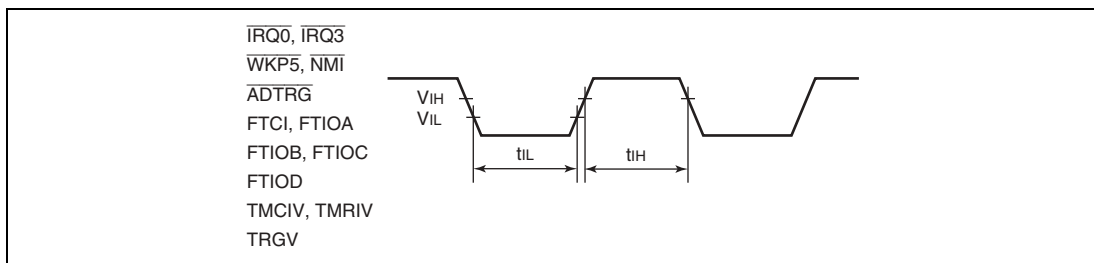 IRQ0, IRQ3
WKP5, NMI
ADTRG
FTCI, FTIOA
FTIOB, FTIOC
FTIOD
TMCIV, TMRIV
TRGV
VIH
VIL
tIL
tIH